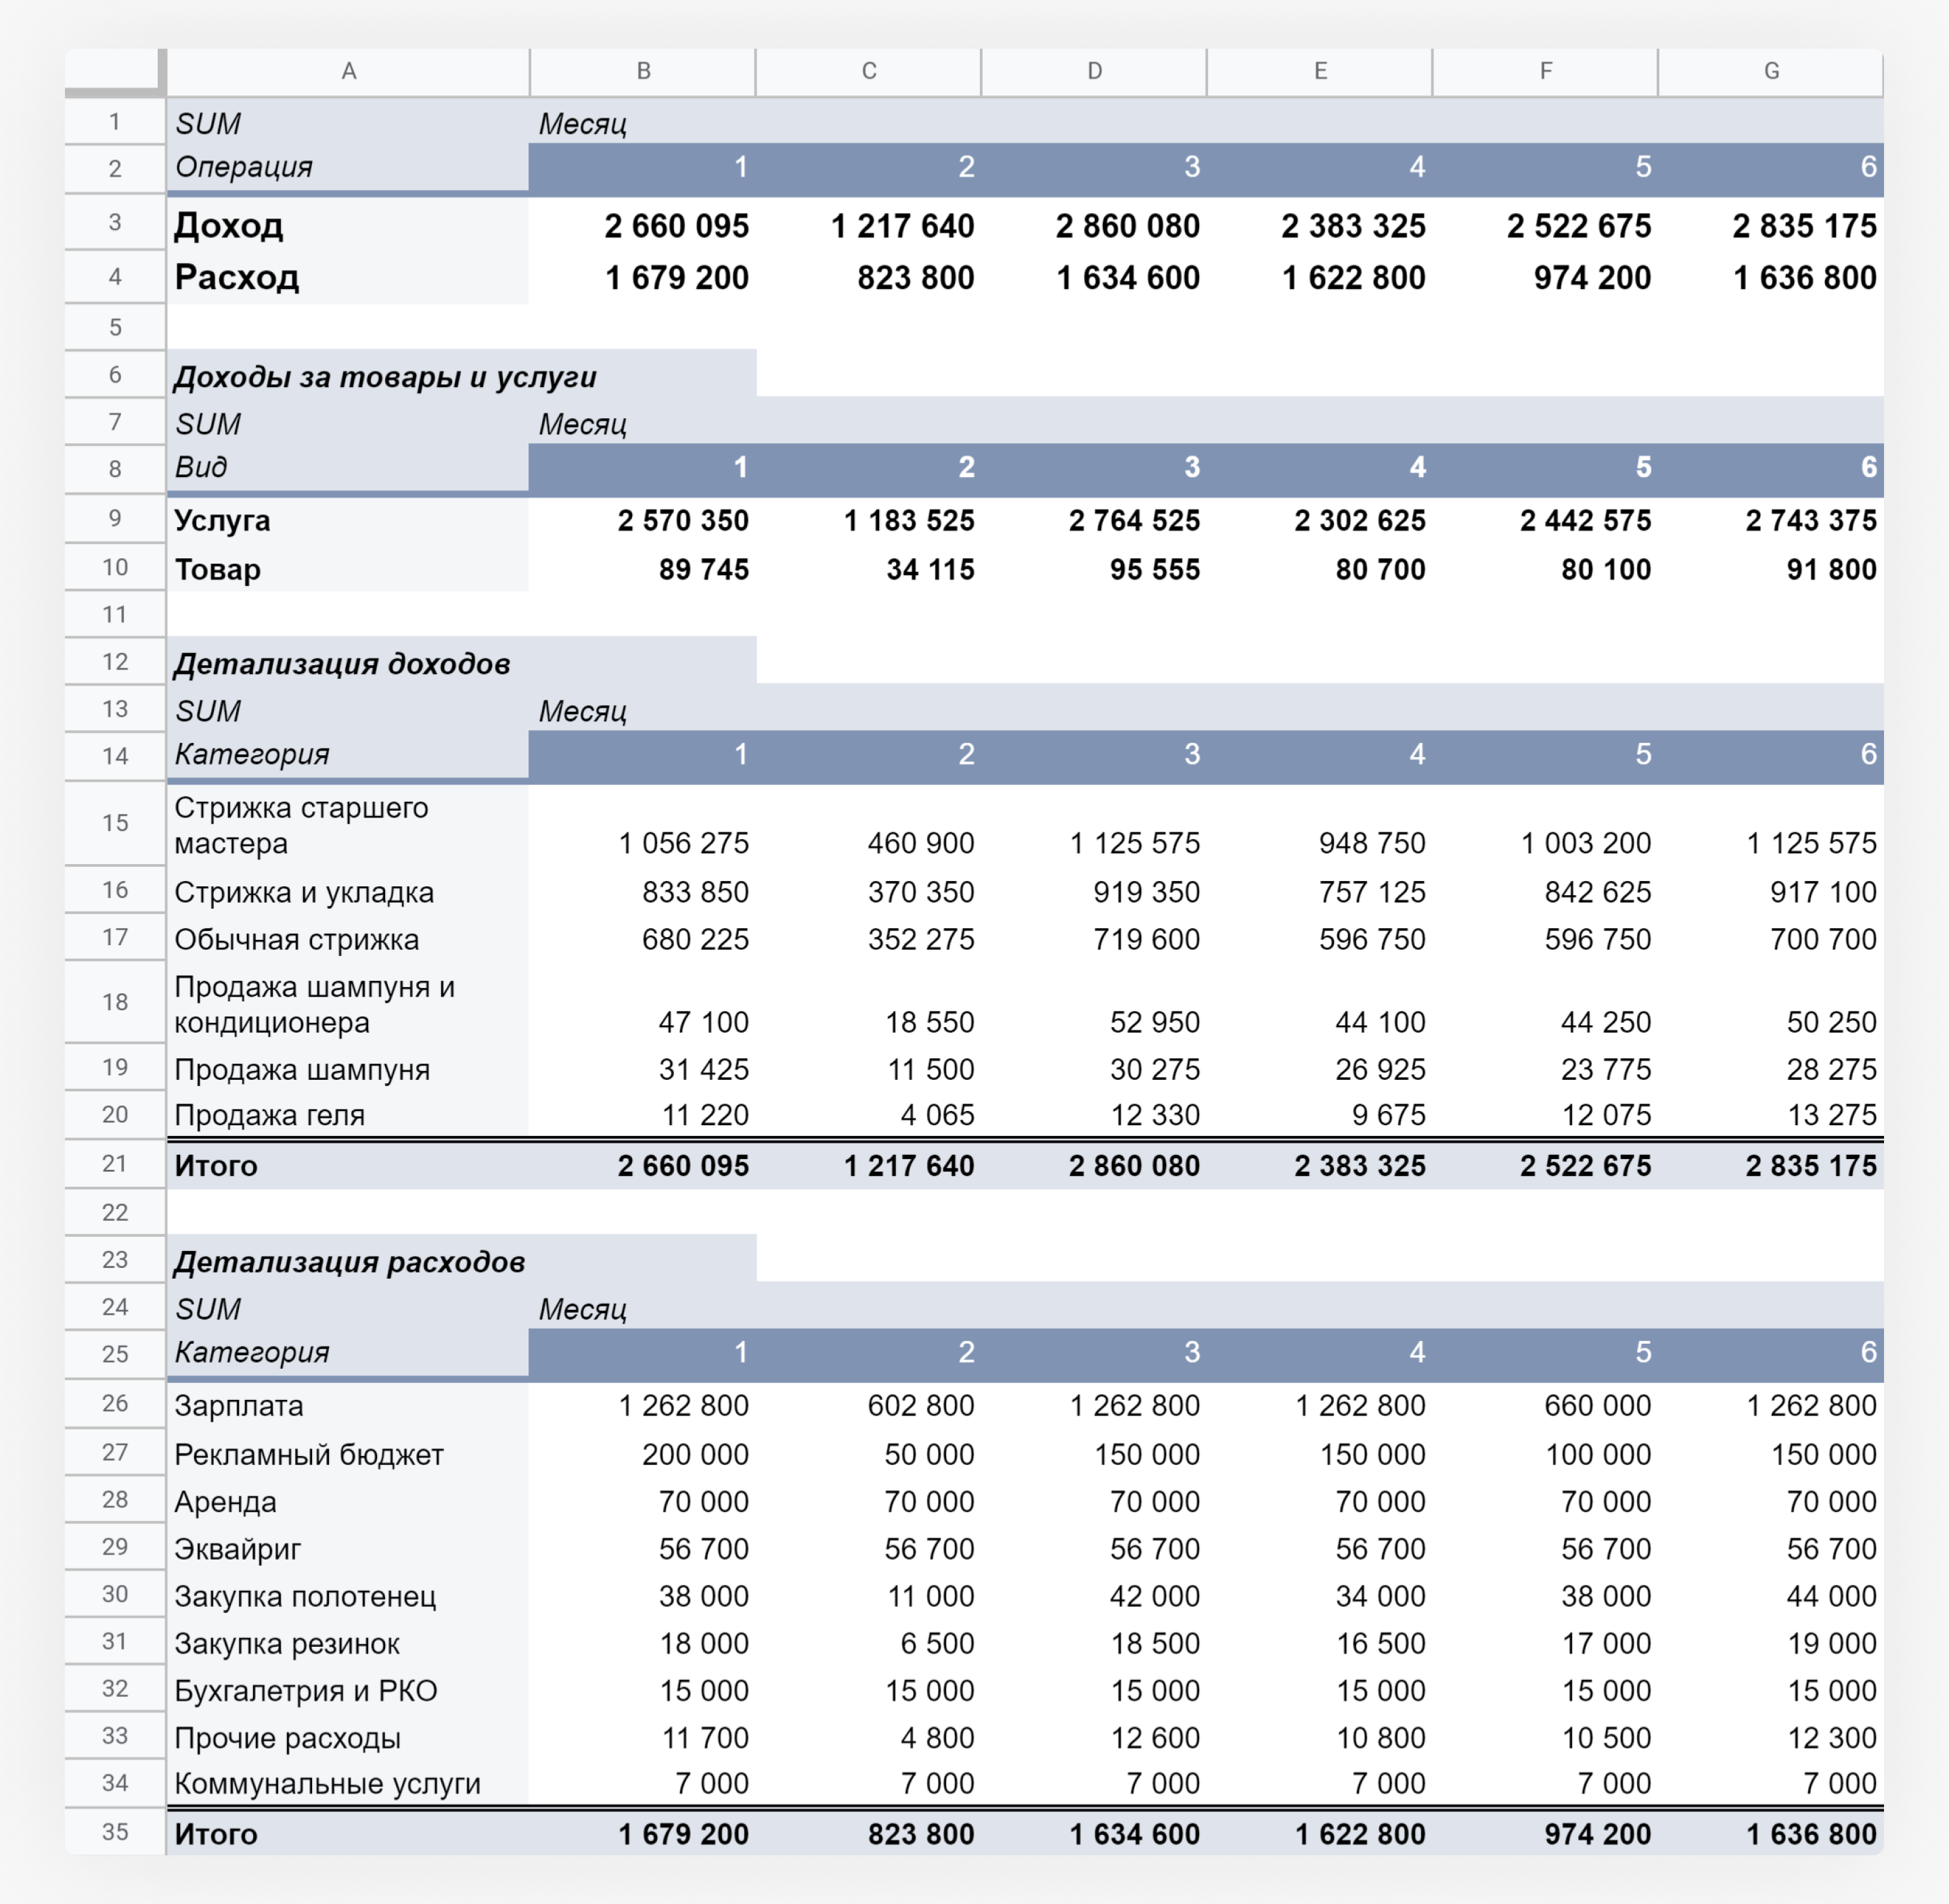 A B C D E F G
1 SUM Месяц
2 Операция 1 2 3 4 5 6
3 Доход 2 660 095 1 217 640 2 860 080 2 383 325 2 522 675 2 835 175
4 Расход 1 679 200 823 800 1 634 600 1 622 800 974 200 1 636 800
5
6 Доходы за товары и услуги
7 SUM Месяц
8 Вид 1 2 3 4 5 6
9 Услуга 2 570 350 1 183 525 2 764 525 2 302 625 2 442 575 2 743 375
10 Товар 89 745 34 115 95 555 80 700 80 100 91 800
11
12 Детализация доходов
13 SUM Месяц
14 Категория 1 2 3 4 5 6
15 Стрижка старшего
мастера 1 056 275 460 900 1 125 575 948 750 1 003 200 1 125 575
16 Стрижка и укладка 833 850 370 350 919 350 757 125 842 625 917 100
17 Обычная стрижка 680 225 352 275 719 600 596 750 596 750 700 700
18 Продажа шампуня и
кондиционера 47 100 18 550 52 950 44 100 44 250 50 250
19 Продажа шампуня 31 425 11 500 30 275 26 925 23 775 28 275
20 Продажа геля 11 220 4 065 12 330 9 675 12 075 13 275
21 Итого 2 660 095 1 217 640 2 860 080 2 383 325 2 522 675 2 835 175
22
23 Детализация расходов
24 SUM Месяц
25 Категория 1 2 3 4 5 6
26 Зарплата 1 262 800 602 800 1 262 800 1 262 800 660 000 1 262 800
27 Рекламный бюджет 200 000 50 000 150 000 150 000 100 000 150 000
28 Аренда 70 000 70 000 70 000 70 000 70 000 70 000
29 Эквайриг 56 700 56 700 56 700 56 700 56 700 56 700
30 Закупка полотенец 38 000 11 000 42 000 34 000 38 000 44 000
31 Закупка резинок 18 000 6 500 18 500 16 500 17 000 19 000
32 Бухгалетрия и РКО 15 000 15 000 15 000 15 000 15 000 15 000
33 Прочие расходы 11 700 4 800 12 600 10 800 10 500 12 300
34 Коммунальные услуги 7 000 7 000 7 000 7 000 7 000 7 000
35 Итого 1 679 200 823 800 1 634 600 1 622 800 974 200 1 636 800